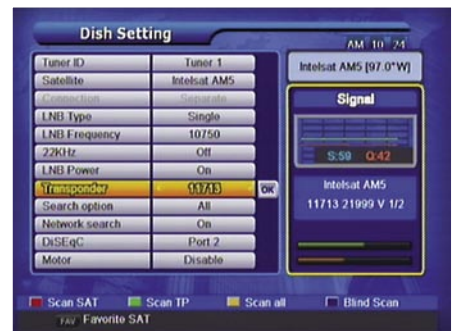 Dish Setting
AM 10 24
Tuner ID Tuner 1
Satellite Intelsat AM5
Connection Separate
LNB Type Single
LNB Frequency 10750
22KHz Off
LNB Power On
Transponder 11713 OK
Search option All
Network search On
DiSEqC Port 2
Motor Disable
Intelsat AM5 [97.0°W]
Signal
S:59 Q:42
Intelsat AM5
11713 21999 V 1/2
Scan SAT Scan TP Scan all Blind Scan
FAV Favorite SAT